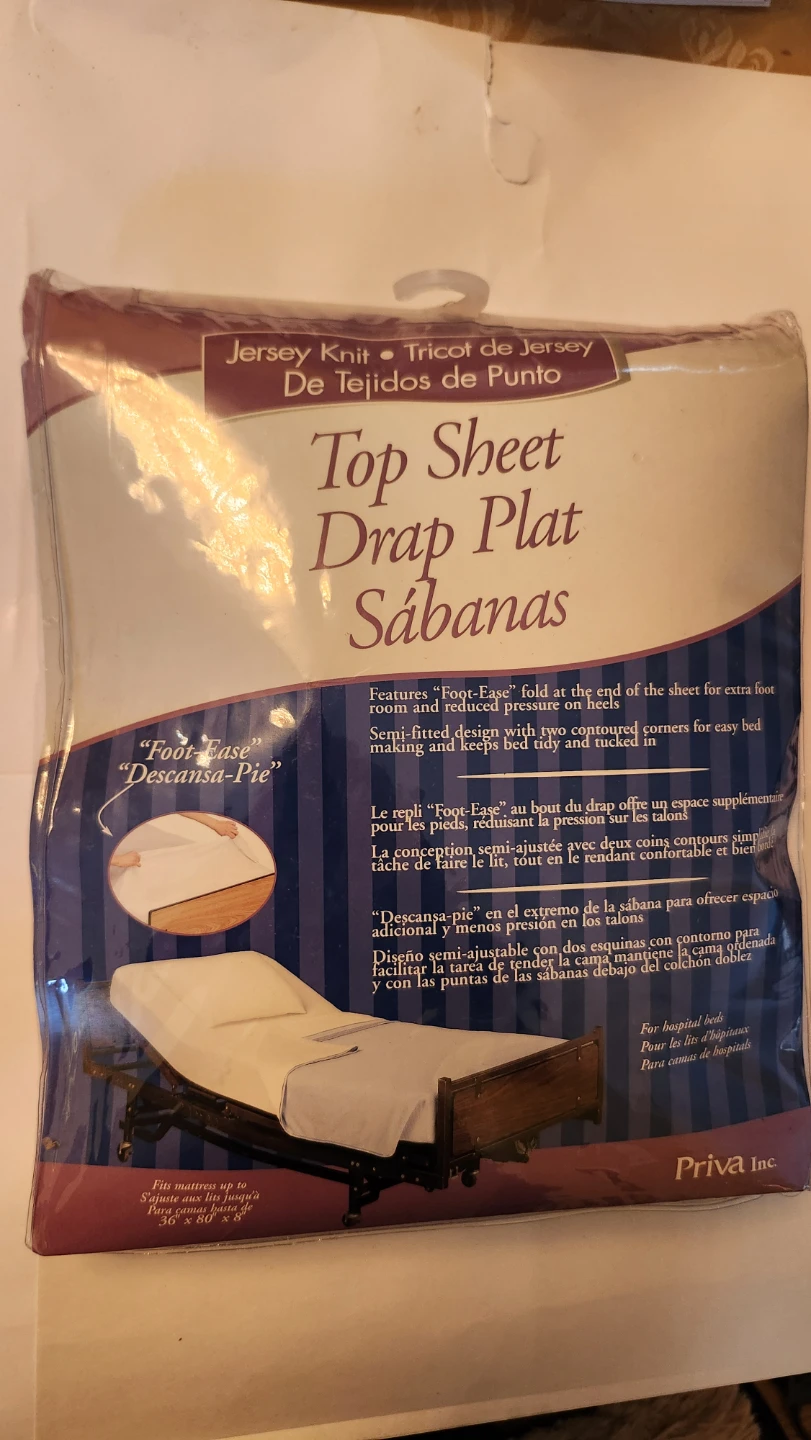 Jersey Knit • Tricot de Jersey
De Tejidos de Punto
Top Sheet
Drap Plat
Sábanas
Features “Foot-Ease” fold at the end of the sheet for extra foot
room and reduced pressure on heels
Semi-fitted design with two contoured corners for easy bed
making and keeps bed tidy and tucked in
“Foot-Ease”
“Descansa-Pie”
Le repli “Foot-Ease” au bout du drap offre un espace supplémentaire
pour les pieds, réduisant la pression sur les talons
La conception semi-ajustée avec deux coins contours
tâche de faire le lit, tout en le rendant confortable et bien
“Descansa-pie” en el extremo de la sábana para ofrecer espacio
adicional y menos presión en los talons
Diseño semi-ajustable con dos esquinas con contorno para
facilitar la tarea de tender la cama mantiene la cama ordenada
y con las puntas de las sábanas debajo del colchón doblez
For hospital beds
Pour les lits d'hôpitaux
Para camas de hospitals
Priva Inc.
Fits mattress up to
S'ajuste aux lits jusqu'à
Para camas hasta de
36" x 80" x 8"